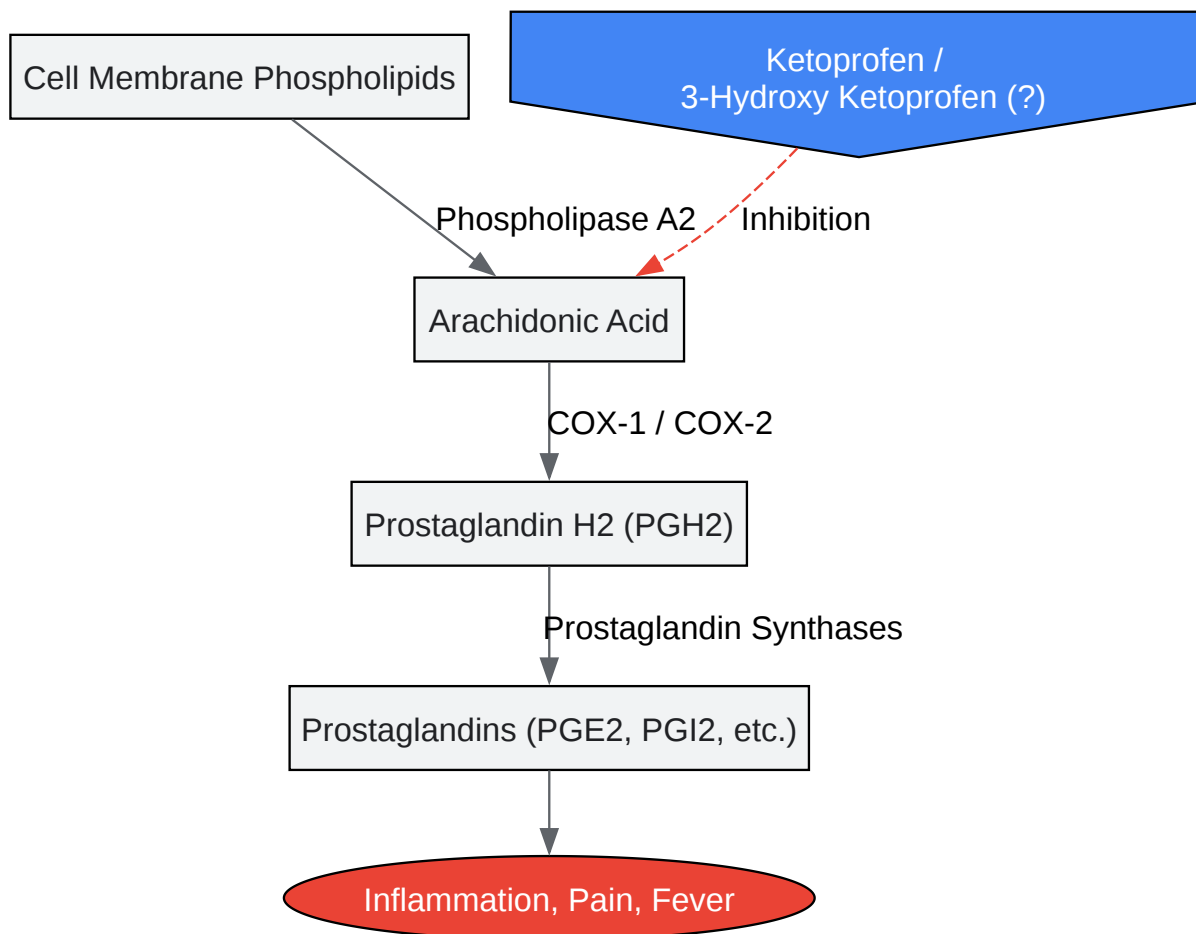 Cell Membrane Phospholipids
Ketoprofen /
3-Hydroxy Ketoprofen (?)
Phospholipase A2
Inhibition
Arachidonic Acid
COX-1 / COX-2
Prostaglandin H2 (PGH2)
Prostaglandin Synthases
Prostaglandins (PGE2, PGI2, etc.)
Inflammation, Pain, Fever